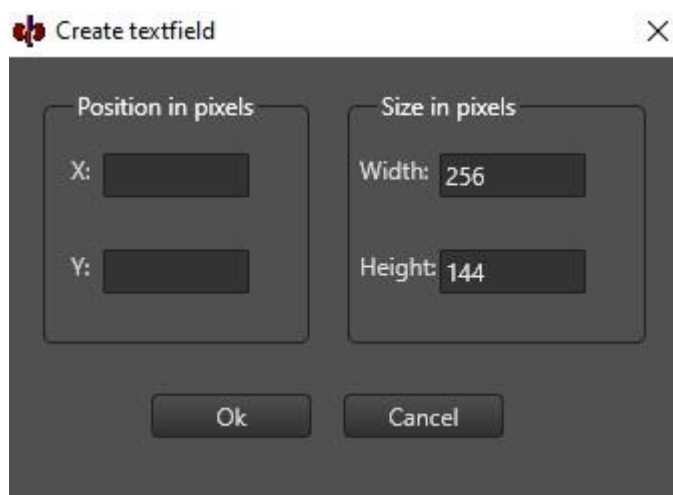 Create textfield
Position in pixels
X:
Y:
Size in pixels
Width: 256
Height: 144
Ok
Cancel